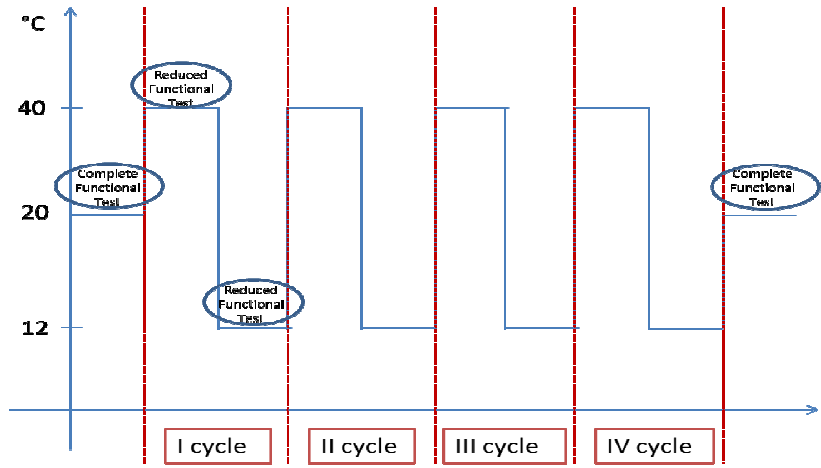 °C
Reduced
Functional
Test
40
Complete
Functional
Test
Complete
Functional
Test
20
Reduced
Functional
Test
12
I cycle
II cycle
III cycle
IV cycle